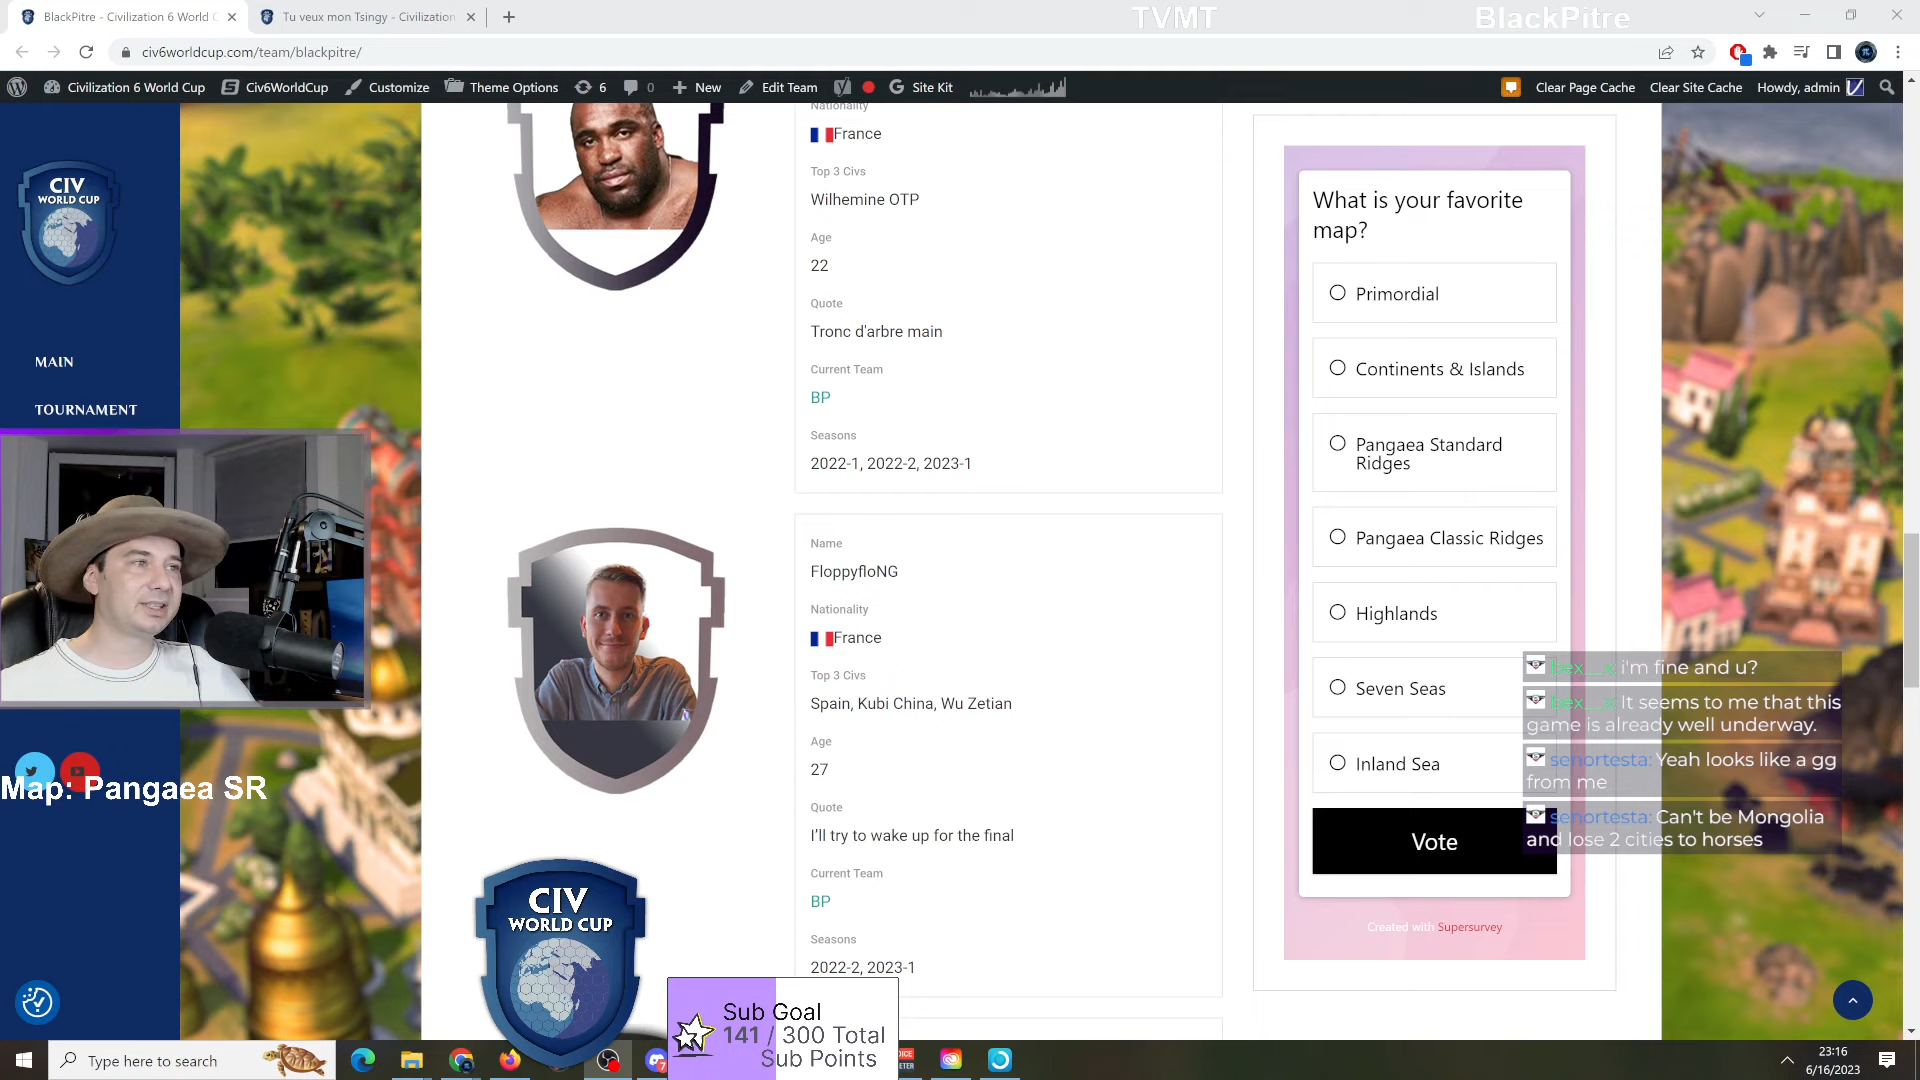 BlackPitre - Civilization 6 World C
Tu veux mon Tsingy - Civilization
TVMT
BlackPitre
civ6worldcup.com/team/blackpitre/
Civilization 6 World Cup
Civ6WorldCup
Customize
Theme Options
6
0
New
Edit Team
Site Kit
Clear Page Cache
Clear Site Cache
Howdy, admin
CIV
WORLD CUP
MAIN
TOURNAMENT
Map: Pangaea SR
Nationality
France
Top 3 Civs
Wilhemine OTP
Age
22
Quote
Tronc d'arbre main
Current Team
BP
Seasons
2022-1, 2022-2, 2023-1
Name
FloppyfloNG
Nationality
France
Top 3 Civs
Spain, Kubi China, Wu Zetian
Age
27
Quote
I'll try to wake up for the final
Current Team
BP
Seasons
2022-2, 2023-1
What is your favorite
map?
Primordial
Continents & Islands
Pangaea Standard
Ridges
Pangaea Classic Ridges
Highlands
Seven Seas
Inland Sea
Vote
Created with Supersurvey
bex__x i'm fine and u?
bex__x It seems to me that this
game is already well underway.
senortesta: Yeah looks like a gg
from me
senortesta: Can't be Mongolia
and lose 2 cities to horses
CIV
WORLD CUP
Sub Goal
141 / 300 Total
Sub Points
Type here to search
23:16
6/16/2023